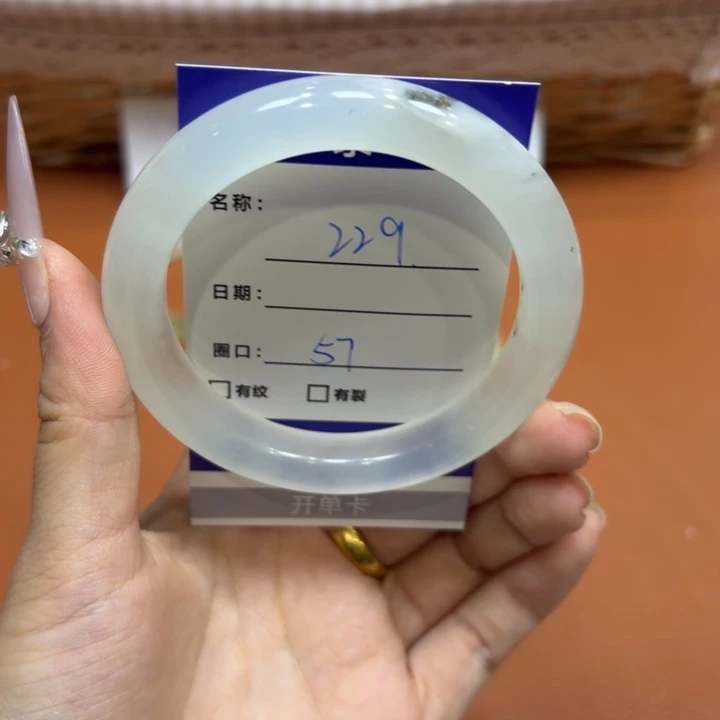 名称: 229
日期:
圈口: 57
有纹 有裂
开单卡